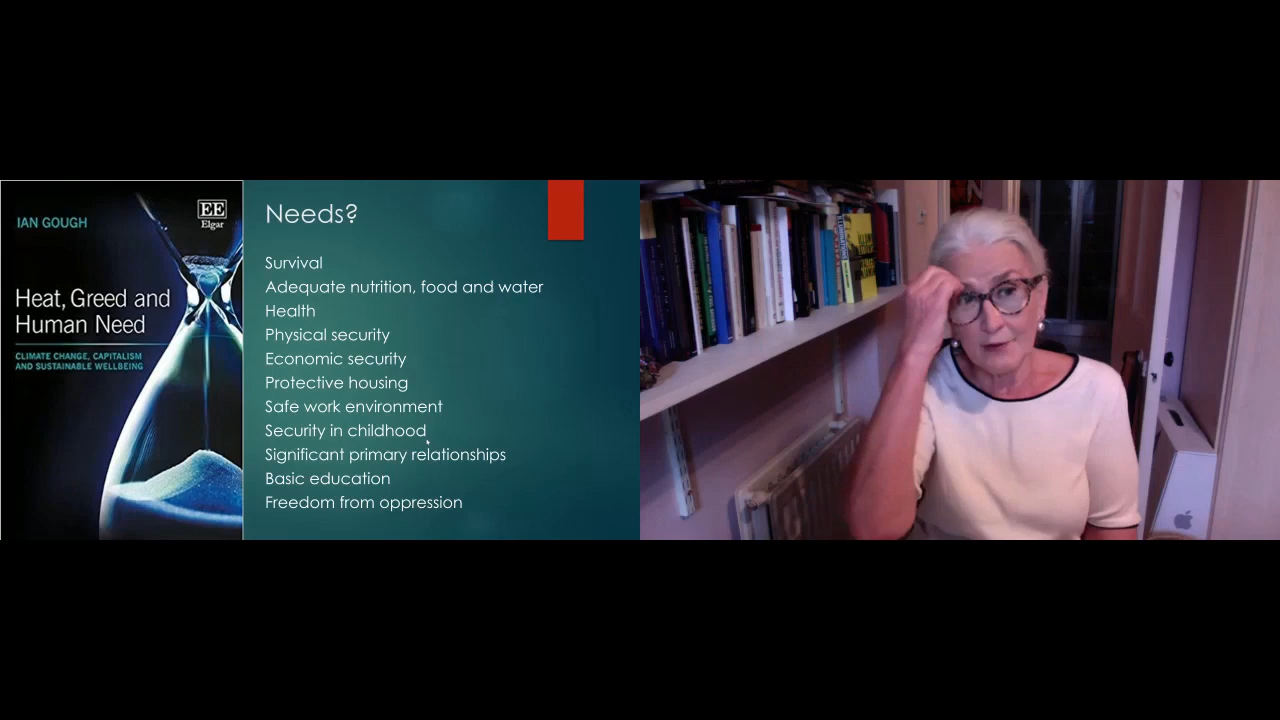 IAN GOUGH
EE
Elgar
Heat, Greed and
Human Need
CLIMATE CHANGE, CAPITALISM
AND SUSTAINABLE WELLBEING
Needs?
Survival
Adequate nutrition, food and water
Health
Physical security
Economic security
Protective housing
Safe work environment
Security in childhood
Significant primary relationships
Basic education
Freedom from oppression